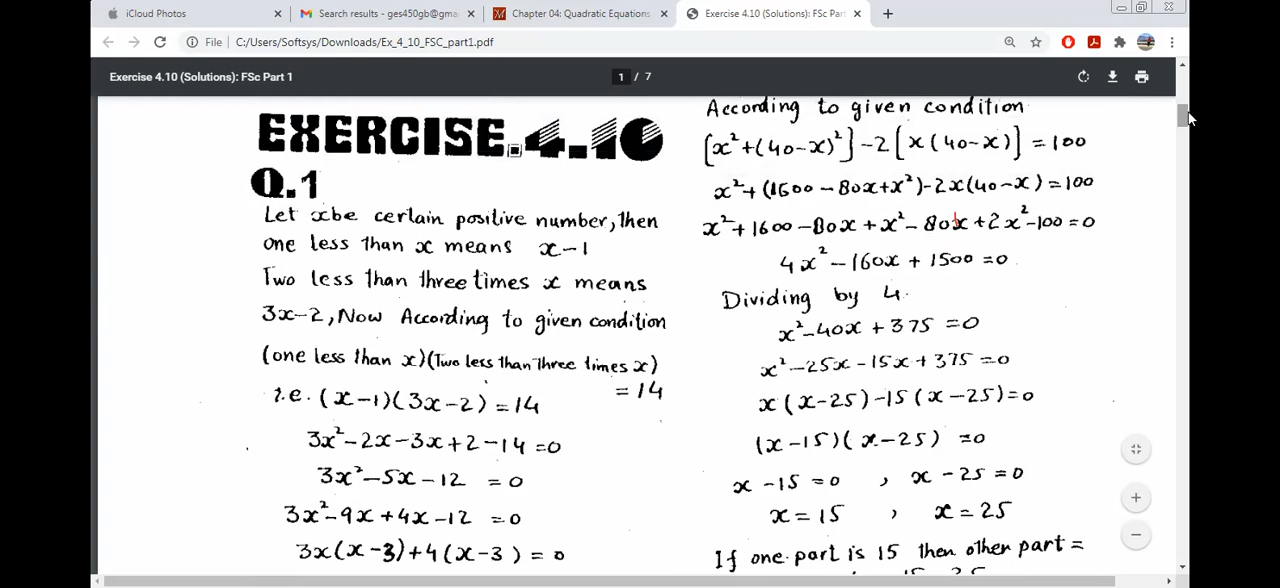 iCloud Photos
Search results - ges450gb@gma
Chapter 04: Quadratic Equations
Exercise 4.10 (Solutions): FSc Part
File
C:/Users/Softsys/Downloads/Ex_4_10_FSC_part1.pdf
Exercise 4.10 (Solutions): FSc Part 1
1 / 7
EXERCISE.4.10
Q.1
Let x be certain positive number, then
one less than x means x-1
Two less than three times x means
3x-2, Now According to given condition
(one less than x)(Two less than three times x)
= 14
i.e. (x-1)(3x-2) = 14
3x²-2x-3x+2-14=0
3x²-5x-12 = 0
3x²-9x+4x-12 = 0
3x(x-3)+4(x-3) = 0
According to given condition
[x²+(40-x)²]-2[x(40-x)] = 100
x²+(1600-80x+x²)-2x(40-x)=100
x²+1600-80x+x²-80x+2x²-100=0
4x²-160x+1500=0
Dividing by 4.
x²-40x+375=0
x²-25x-15x+375=0
x(x-25)-15(x-25)=0
(x-15)(x-25) =0
x-15=0 , x-25=0
x=15 , x=25
If one part is 15 then other part =